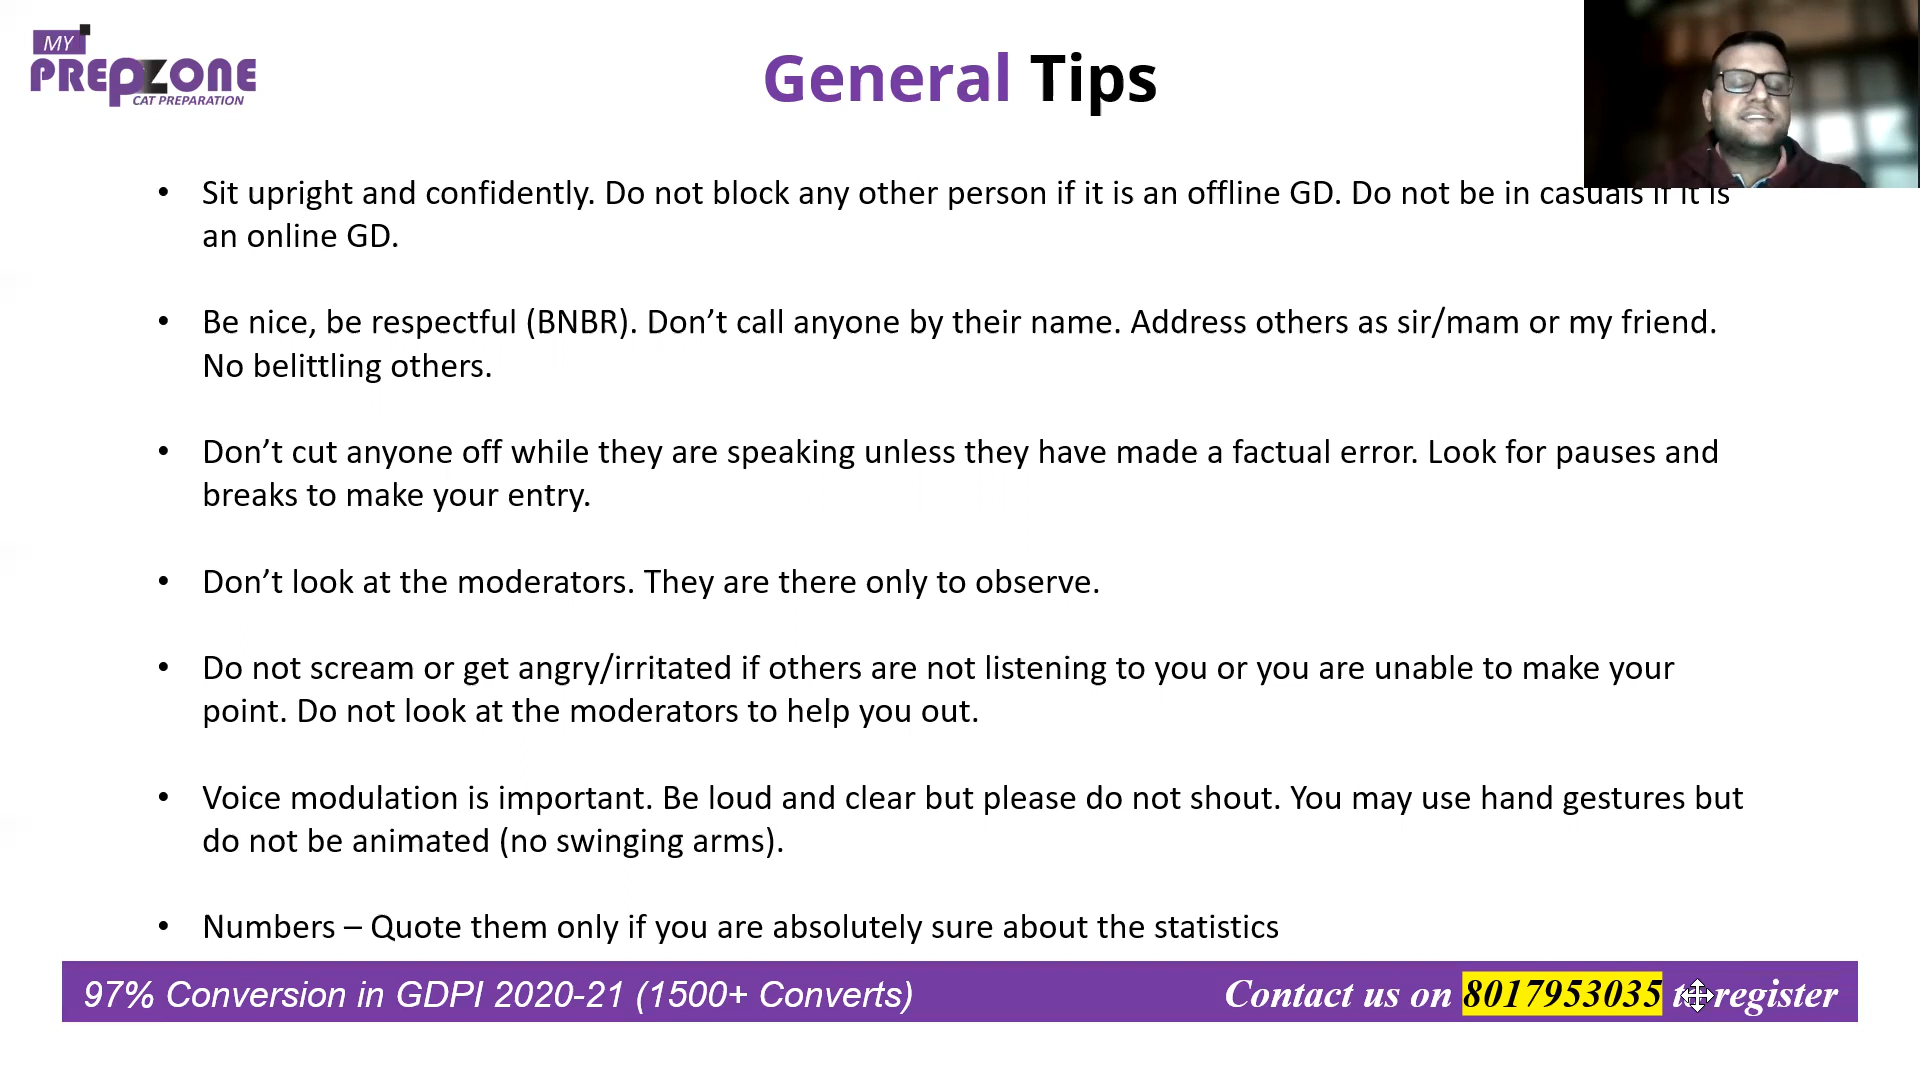 MY
PREPZONE
CAT PREPARATION
General Tips
• Sit upright and confidently. Do not block any other person if it is an offline GD. Do not be in casuals if it is
an online GD.
• Be nice, be respectful (BNBR). Don’t call anyone by their name. Address others as sir/mam or my friend.
No belittling others.
• Don’t cut anyone off while they are speaking unless they have made a factual error. Look for pauses and
breaks to make your entry.
• Don’t look at the moderators. They are there only to observe.
• Do not scream or get angry/irritated if others are not listening to you or you are unable to make your
point. Do not look at the moderators to help you out.
• Voice modulation is important. Be loud and clear but please do not shout. You may use hand gestures but
do not be animated (no swinging arms).
• Numbers – Quote them only if you are absolutely sure about the statistics
97% Conversion in GDPI 2020-21 (1500+ Converts)
Contact us on 8017953035 to register